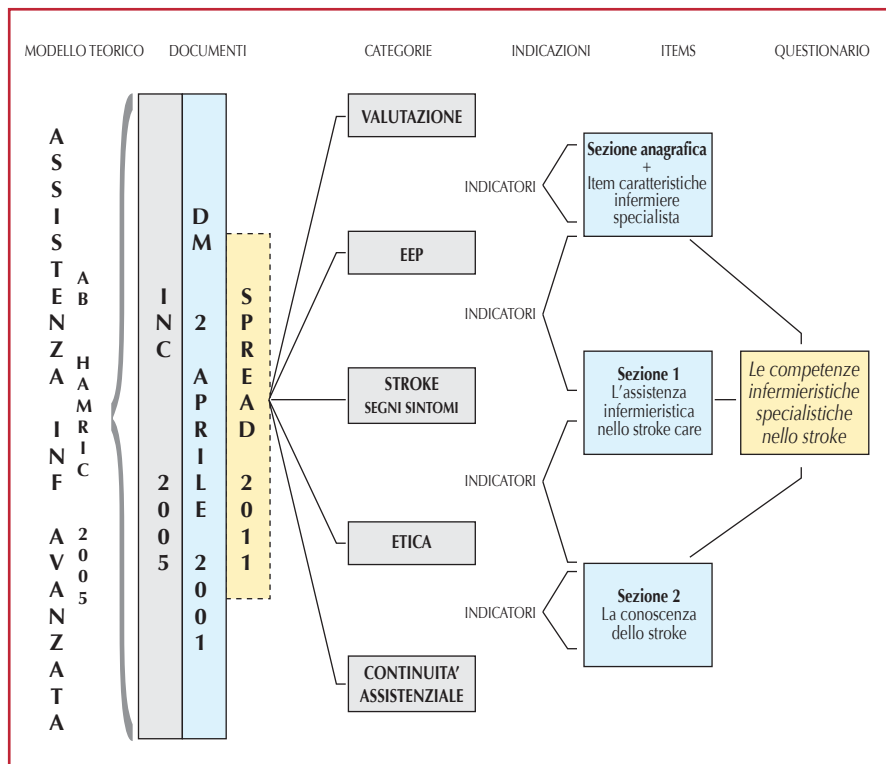 MODELLO TEORICO
DOCUMENTI
CATEGORIE
INDICAZIONI
ITEMS
QUESTIONARIO
ASSISTENZA INF AVANZATA
AB HAMRIC 2005
INC 2005
DM 2 APRILE 2001
SPREAD 2011
VALUTAZIONE
EEP
STROKE
SEGNI SINTOMI
ETICA
CONTINUITA'
ASSISTENZIALE
INDICATORI
INDICATORI
INDICATORI
INDICATORI
Sezione anagrafica
+
Item caratteristiche
infermiere
specialista
Sezione 1
L'assistenza
infermieristica
nello stroke care
Sezione 2
La conoscenza
dello stroke
Le competenze
infermieristiche
specialistiche
nello stroke